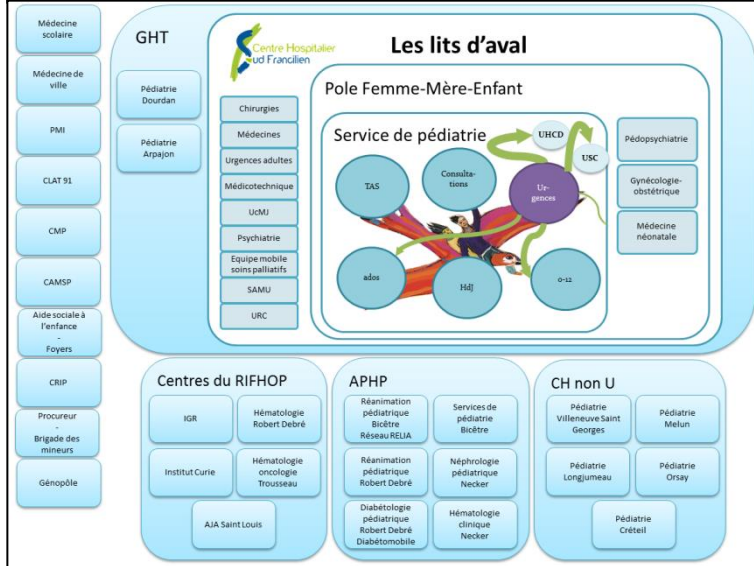 Médecine
scolaire
Médecine de
ville
PMI
CLAT 91
CMP
CAMSP
Aide sociale à
l'enfance
-
Foyers
CRIP
Procureur
-
Brigade des
mineurs
Génopôle
GHT
Pédiatrie
Dourdan
Pédiatrie
Arpajon
Centre Hospitalier
Sud Francilien
Les lits d'aval
Chirurgies
Médecines
Urgences adultes
Médicotechnique
UcMJ
Psychiatrie
Equipe mobile
soins palliatifs
SAMU
URC
Pole Femme-Mère-Enfant
Service de pédiatrie
UHCD
USC
TAS
Consulta-
tions
Ur-
gences
ados
HdJ
0-12
Pédopsychiatrie
Gynécologie-
obstétrique
Médecine
néonatale
Centres du RIFHOP
IGR
Hématologie
Robert Debré
Institut Curie
Hématologie
oncologie
Trousseau
AJA Saint Louis
APHP
Réanimation
pédiatrique
Bicêtre
Réseau RELIA
Services de
pédiatrie
Bicêtre
Réanimation
pédiatrique
Robert Debré
Néphrologie
pédiatrique
Necker
Diabétologie
pédiatrique
Robert Debré
Diabétomobile
Hématologie
clinique
Necker
CH non U
Pédiatrie
Villeneuve Saint
Georges
Pédiatrie
Melun
Pédiatrie
Longjumeau
Pédiatrie
Orsay
Pédiatrie
Créteil